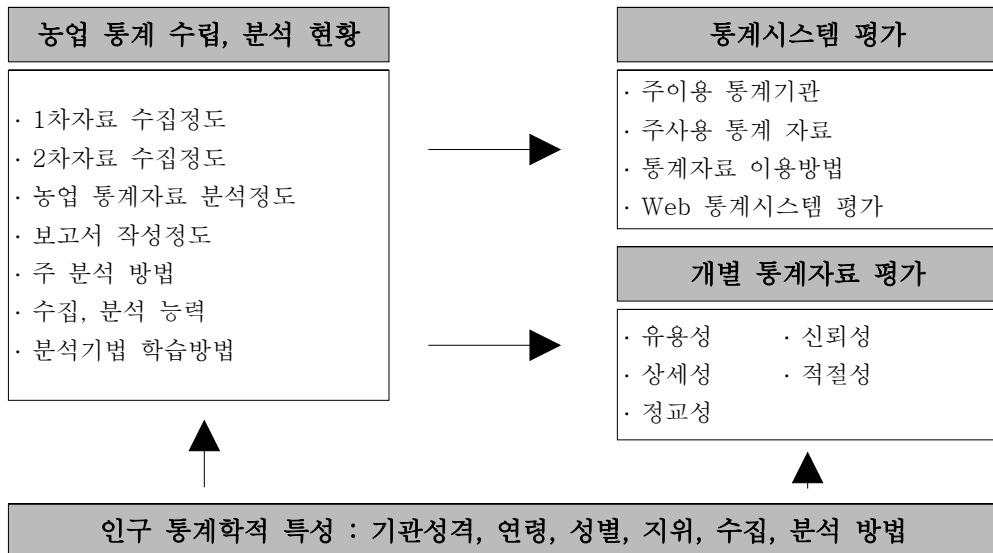 농업 통계 수립, 분석 현황
· 1차자료 수집정도
· 2차자료 수집정도
· 농업 통계자료 분석정도
· 보고서 작성정도
· 주 분석 방법
· 수집, 분석 능력
· 분석기법 학습방법
통계시스템 평가
· 주이용 통계기관
· 주사용 통계 자료
· 통계자료 이용방법
· Web 통계시스템 평가
개별 통계자료 평가
· 유용성 · 신뢰성
· 상세성 · 적절성
· 정교성
인구 통계학적 특성 : 기관성격, 연령, 성별, 지위, 수집, 분석 방법